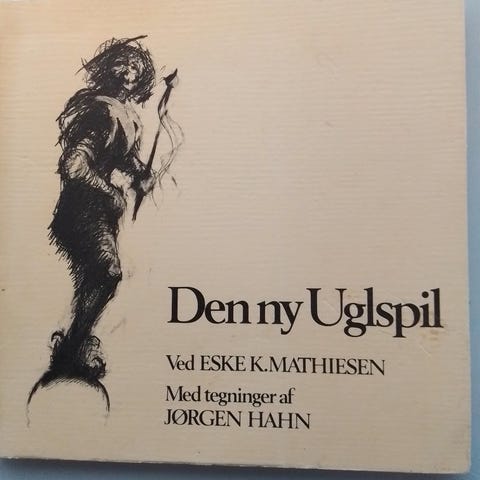 Den ny Uglspil
Ved ESKE K. MATHIESEN
Med tegninger af
JØRGEN HAHN